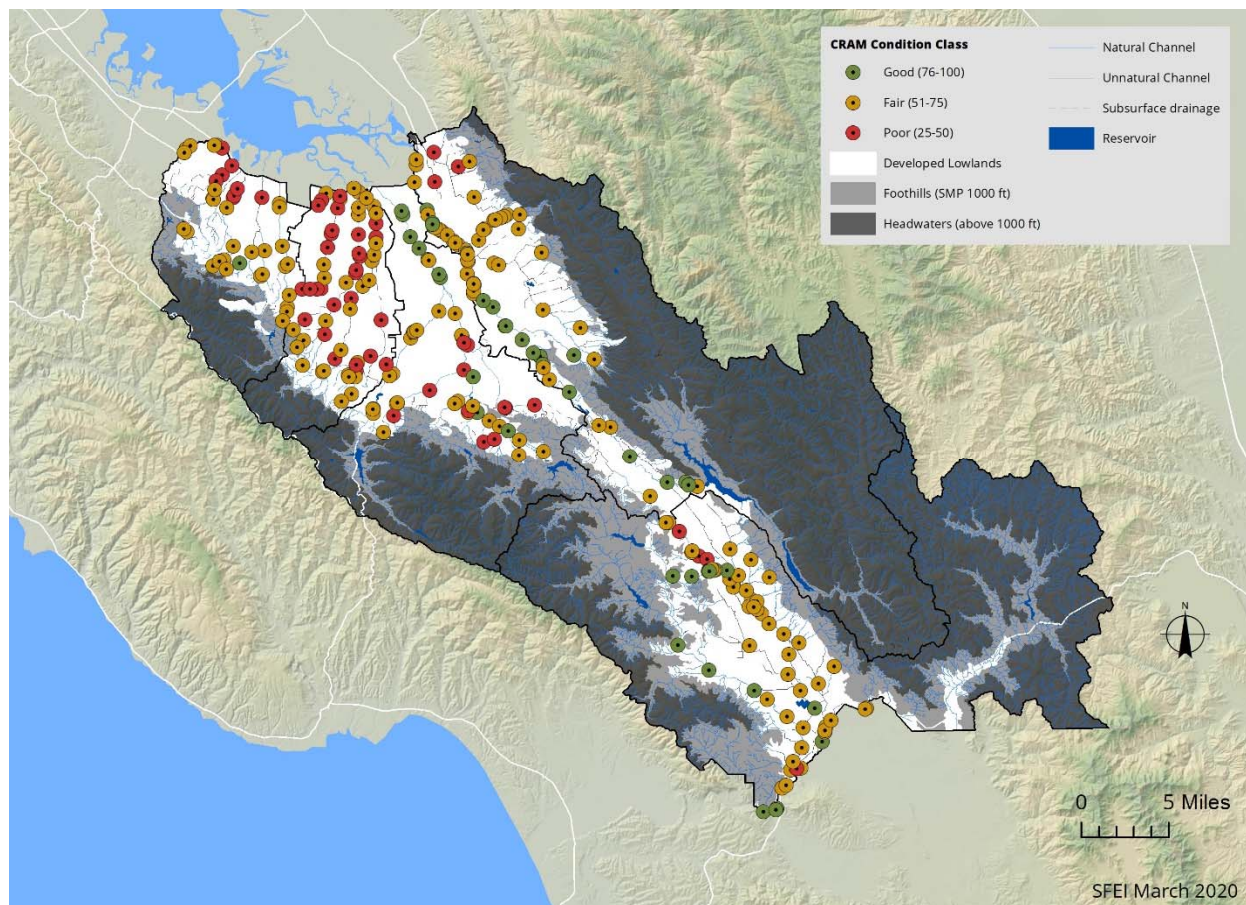 CRAM Condition Class
Good (76-100)
Fair (51-75)
Poor (25-50)
Developed Lowlands
Foothills (SMP 1000 ft)
Headwaters (above 1000 ft)
Natural Channel
Unnatural Channel
Subsurface drainage
Reservoir
N
0 5 Miles
SFEI March 2020